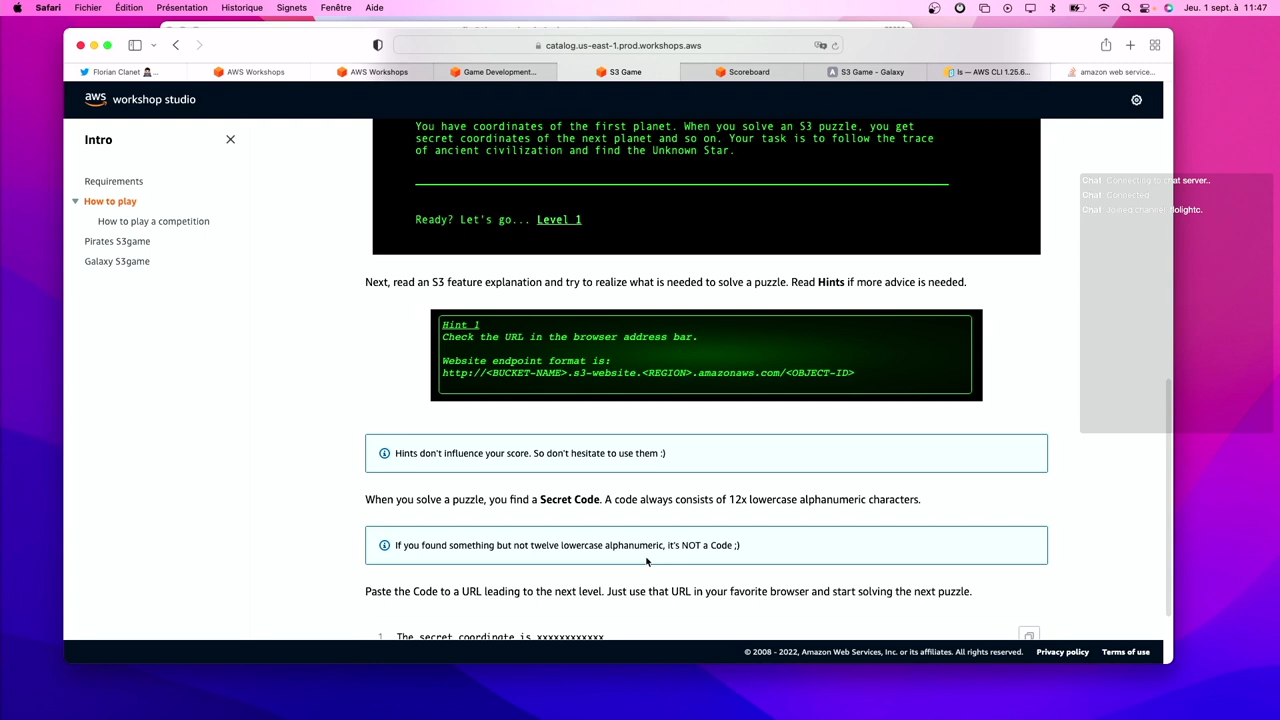 Safari Fichier Édition Présentation Historique Signets Fenêtre Aide Jeu. 1 sept. à 11:47
catalog.us-east-1.prod.workshops.aws
Florian Clanet AWS Workshops AWS Workshops Game Development... S3 Game Scoreboard S3 Game - Galaxy ls — AWS CLI 1.25.6... amazon web service...
aws workshop studio
Intro
Requirements
How to play
How to play a competition
Pirates S3game
Galaxy S3game
You have coordinates of the first planet. When you solve an S3 puzzle, you get
secret coordinates of the next planet and so on. Your task is to follow the trace
of ancient civilization and find the Unknown Star.
Ready? Let's go... Level 1
Next, read an S3 feature explanation and try to realize what is needed to solve a puzzle. Read Hints if more advice is needed.
Hint 1
Check the URL in the browser address bar.
Website endpoint format is:
http://<BUCKET-NAME>.s3-website.<REGION>.amazonaws.com/<OBJECT-ID>
Hints don't influence your score. So don't hesitate to use them :)
When you solve a puzzle, you find a Secret Code. A code always consists of 12x lowercase alphanumeric characters.
If you found something but not twelve lowercase alphanumeric, it's NOT a Code ;)
Paste the Code to a URL leading to the next level. Just use that URL in your favorite browser and start solving the next puzzle.
1 The secret coordinate is xxxxxxxxxxxx
© 2008 - 2022, Amazon Web Services, Inc. or its affiliates. All rights reserved. Privacy policy Terms of use
Chat Connecting to chat server..
Chat Connected
Chat Joined channel flolightc.